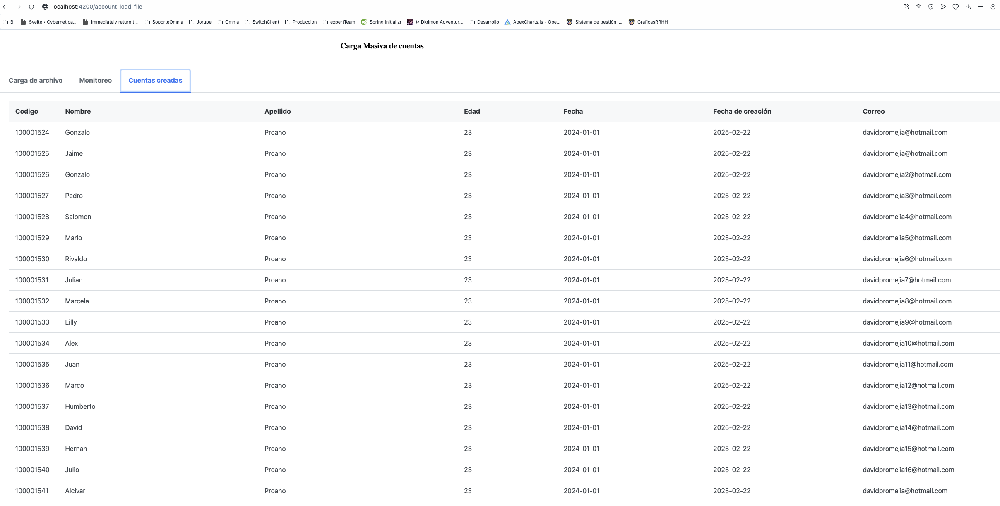 localhost:4200/account-load-file
BI Svelte • Cybernetica... Immediately return t... SoporteOmnia Jorupe Omnia SwitchClient Produccion expertTeam Spring Initializr ᐅ Digimon Adventur... Desarrollo ApexCharts.js - Ope... Sistema de gestión |... GraficasRRHH
Carga Masiva de cuentas
Carga de archivo Monitoreo Cuentas creadas
Codigo Nombre Apellido Edad Fecha Fecha de creación Correo
100001524 Gonzalo Proano 23 2024-01-01 2025-02-22 davidpromejia@hotmail.com
100001525 Jaime Proano 23 2024-01-01 2025-02-22 davidpromejia@hotmail.com
100001526 Gonzalo Proano 23 2024-01-01 2025-02-22 davidpromejia2@hotmail.com
100001527 Pedro Proano 23 2024-01-01 2025-02-22 davidpromejia3@hotmail.com
100001528 Salomon Proano 23 2024-01-01 2025-02-22 davidpromejia4@hotmail.com
100001529 Mario Proano 23 2024-01-01 2025-02-22 davidpromejia5@hotmail.com
100001530 Rivaldo Proano 23 2024-01-01 2025-02-22 davidpromejia6@hotmail.com
100001531 Julian Proano 23 2024-01-01 2025-02-22 davidpromejia7@hotmail.com
100001532 Marcela Proano 23 2024-01-01 2025-02-22 davidpromejia8@hotmail.com
100001533 Lilly Proano 23 2024-01-01 2025-02-22 davidpromejia9@hotmail.com
100001534 Alex Proano 23 2024-01-01 2025-02-22 davidpromejia10@hotmail.com
100001535 Juan Proano 23 2024-01-01 2025-02-22 davidpromejia11@hotmail.com
100001536 Marco Proano 23 2024-01-01 2025-02-22 davidpromejia12@hotmail.com
100001537 Humberto Proano 23 2024-01-01 2025-02-22 davidpromejia13@hotmail.com
100001538 David Proano 23 2024-01-01 2025-02-22 davidpromejia14@hotmail.com
100001539 Hernan Proano 23 2024-01-01 2025-02-22 davidpromejia15@hotmail.com
100001540 Julio Proano 23 2024-01-01 2025-02-22 davidpromejia16@hotmail.com
100001541 Alcivar Proano 23 2024-01-01 2025-02-22 davidpromejia@hotmail.com